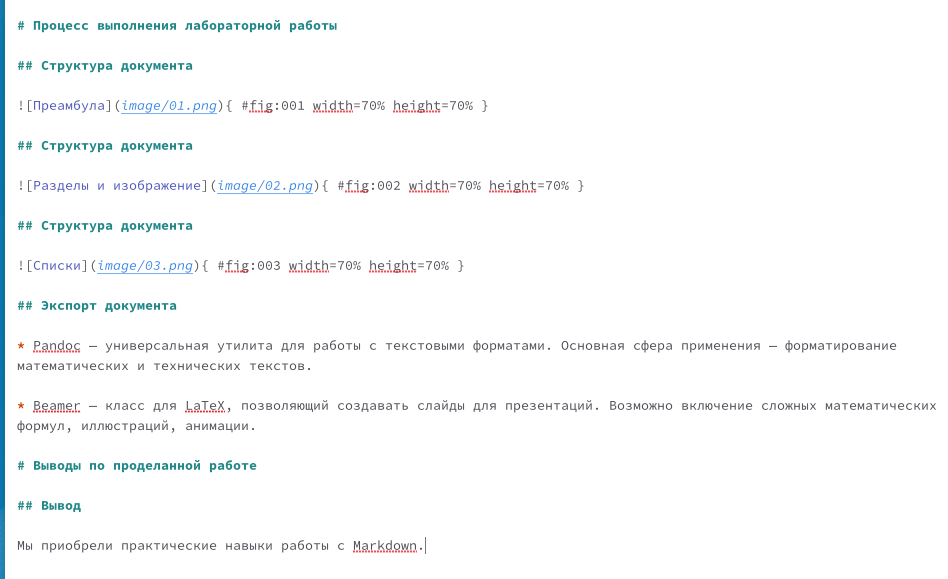 # Процесс выполнения лабораторной работы
## Структура документа
![Преамбула](image/01.png){ #fig:001 width=70% height=70% }
## Структура документа
![Разделы и изображение](image/02.png){ #fig:002 width=70% height=70% }
## Структура документа
![Списки](image/03.png){ #fig:003 width=70% height=70% }
## Экспорт документа
* Pandoc — универсальная утилита для работы с текстовыми форматами. Основная сфера применения — форматирование
математических и технических текстов.
* Beamer — класс для LaTeX, позволяющий создавать слайды для презентаций. Возможно включение сложных математических
формул, иллюстраций, анимации.
# Выводы по проделанной работе
## Вывод
Мы приобрели практические навыки работы с Markdown.